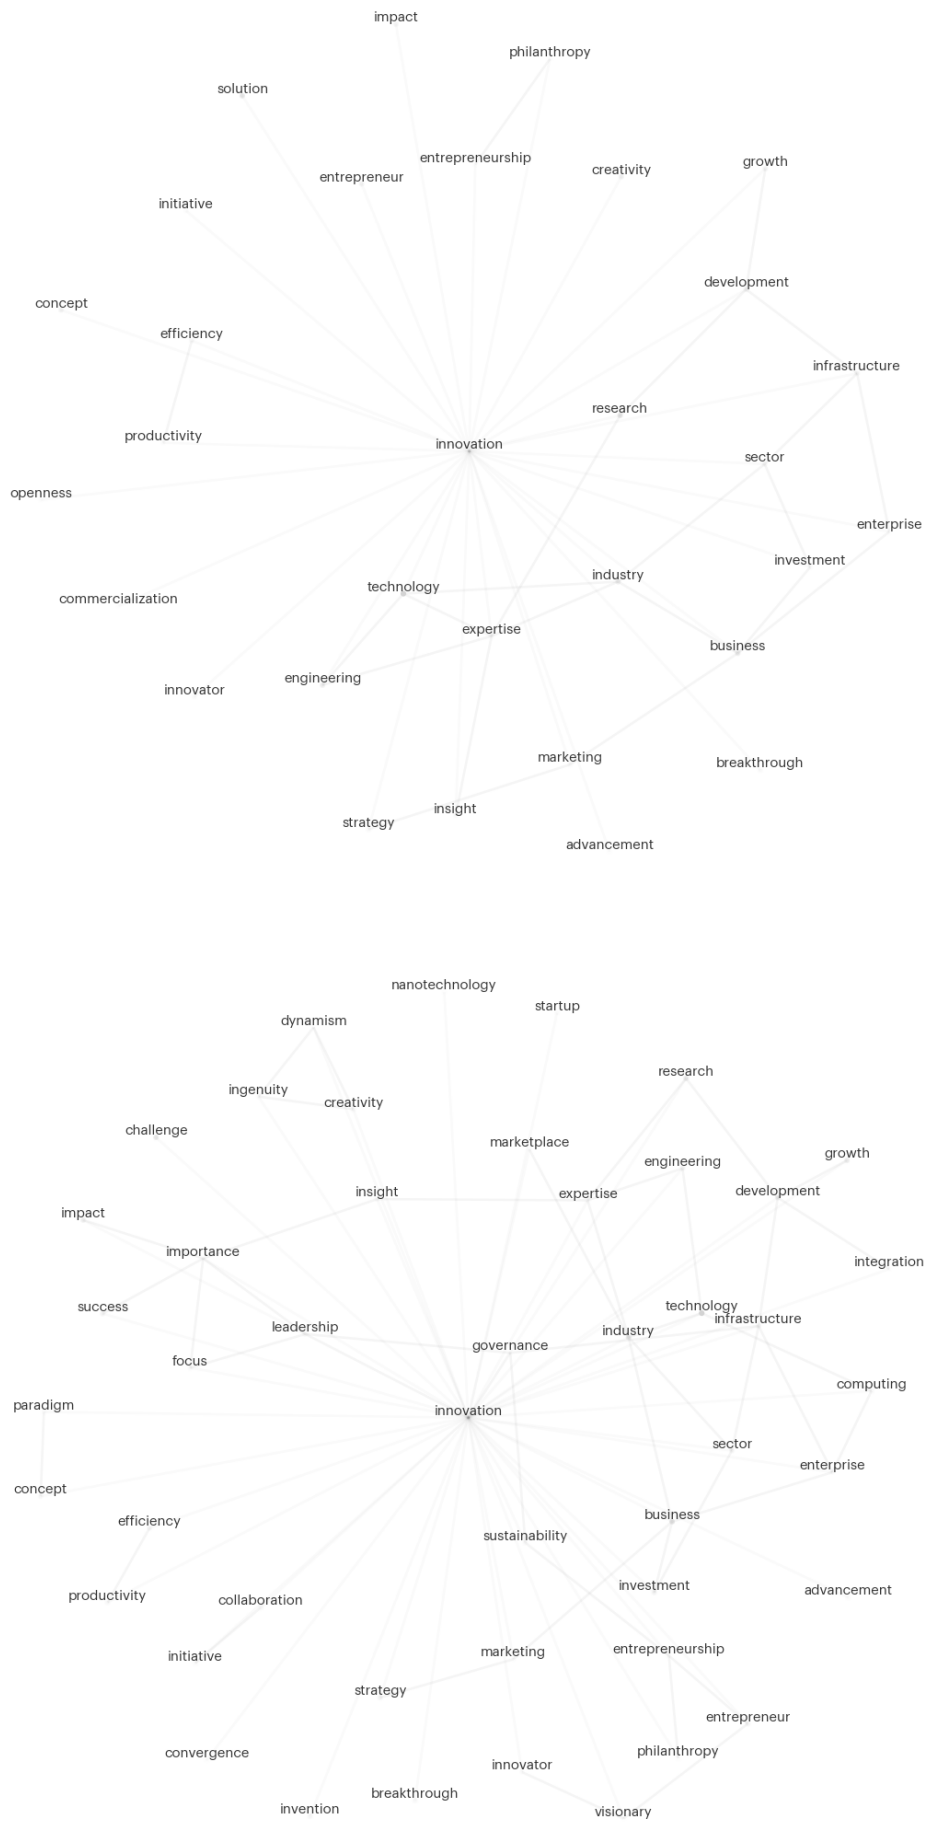 impact
philanthropy
solution
entrepreneurship
creativity
growth
entrepreneur
initiative
development
concept
efficiency
infrastructure
research
productivity
innovation
sector
openness
enterprise
investment
industry
technology
commercialization
expertise
business
engineering
innovator
marketing
breakthrough
insight
strategy
advancement
nanotechnology
startup
dynamism
research
ingenuity
creativity
challenge
marketplace
growth
engineering
insight
expertise
development
impact
importance
integration
success
technology
infrastructure
leadership
industry
governance
focus
computing
paradigm
innovation
sector
enterprise
concept
business
efficiency
sustainability
investment
advancement
productivity
collaboration
entrepreneurship
marketing
initiative
strategy
entrepreneur
philanthropy
convergence
innovator
breakthrough
invention
visionary